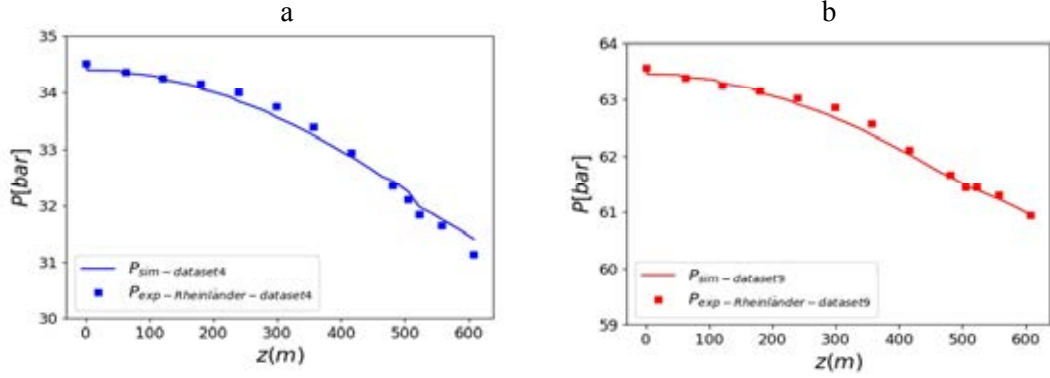 a
b
35
34
33
32
31
30
P[bar]
0 100 200 300 400 500 600
z(m)
P_sim-dataset4
P_exp-Rheinländer-dataset4
64
63
62
61
60
59
P[bar]
0 100 200 300 400 500 600
z(m)
P_sim-dataset9
P_exp-Rheinländer-dataset9